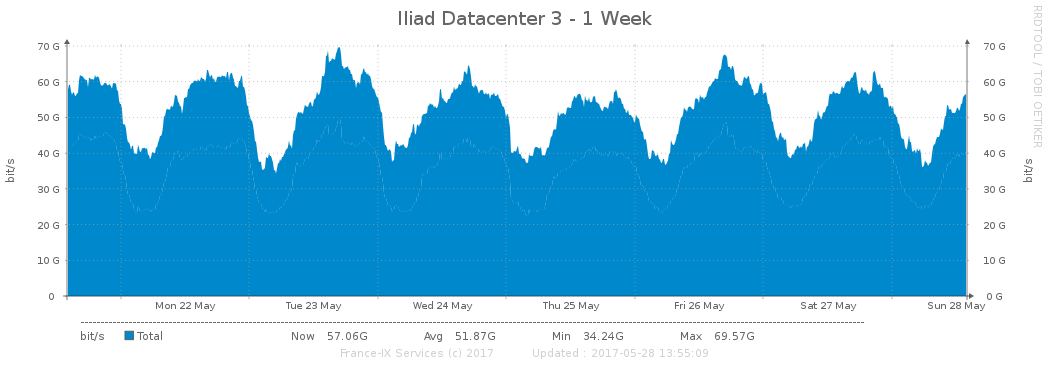 Iliad Datacenter 3 - 1 Week
RRDTOOL / TOBI OETIKER
70 G 70 G
60 G 60 G
50 G 50 G
40 G 40 G
30 G 30 G
20 G 20 G
10 G 10 G
0 0 G
bit/s bit/s
Mon 22 May Tue 23 May Wed 24 May Thu 25 May Fri 26 May Sat 27 May Sun 28 May
bit/s Total Now 57.06G Avg 51.87G Min 34.24G Max 69.57G
France-IX Services (c) 2017 Updated : 2017-05-28 13:55:09